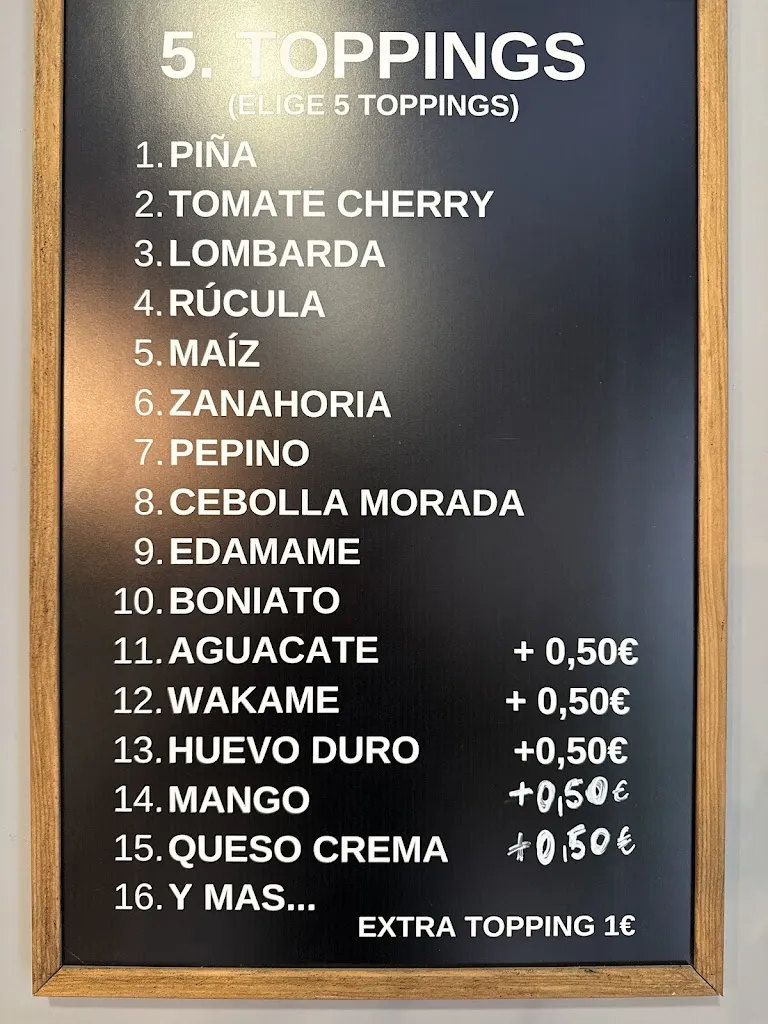 5. TOPPINGS
(ELIGE 5 TOPPINGS)
1. PIÑA
2. TOMATE CHERRY
3. LOMBARDA
4. RÚCULA
5. MAÍZ
6. ZANAHORIA
7. PEPINO
8. CEBOLLA MORADA
9. EDAMAME
10. BONIATO
11. AGUACATE + 0,50€
12. WAKAME + 0,50€
13. HUEVO DURO +0,50€
14. MANGO +0,50€
15. QUESO CREMA +0,50€
16. Y MAS...
EXTRA TOPPING 1€